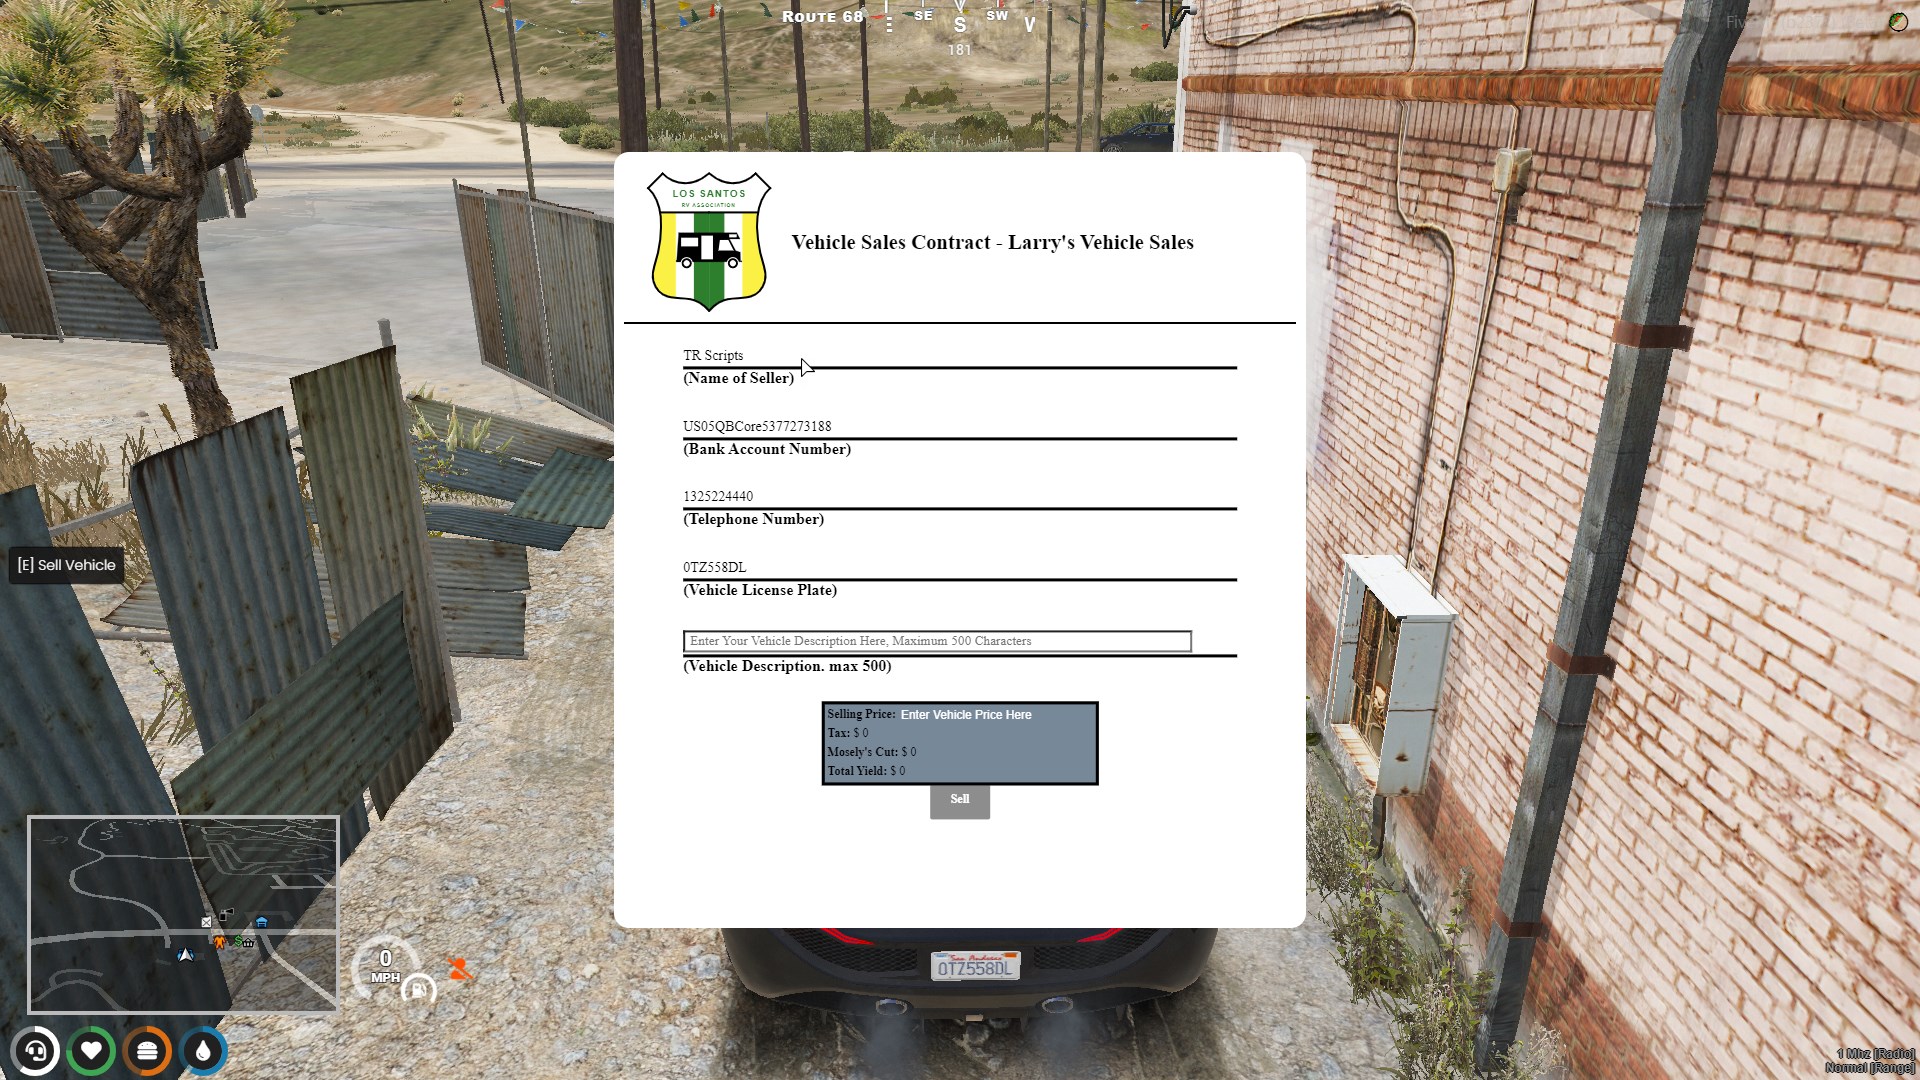 ROUTE 68
SE
S
SW
181
LOS SANTOS
RV ASSOCIATION
Vehicle Sales Contract - Larry's Vehicle Sales
TR Scripts
(Name of Seller)
US05QBCore5377273188
(Bank Account Number)
1325224440
(Telephone Number)
0TZ558DL
(Vehicle License Plate)
[E] Sell Vehicle
Enter Your Vehicle Description Here, Maximum 500 Characters
(Vehicle Description. max 500)
Selling Price: Enter Vehicle Price Here
Tax: $ 0
Mosely's Cut: $ 0
Total Yield: $ 0
Sell
0
MPH
San Andreas
0TZ558DL
1 Mhz [Radio]
Normal [Range]